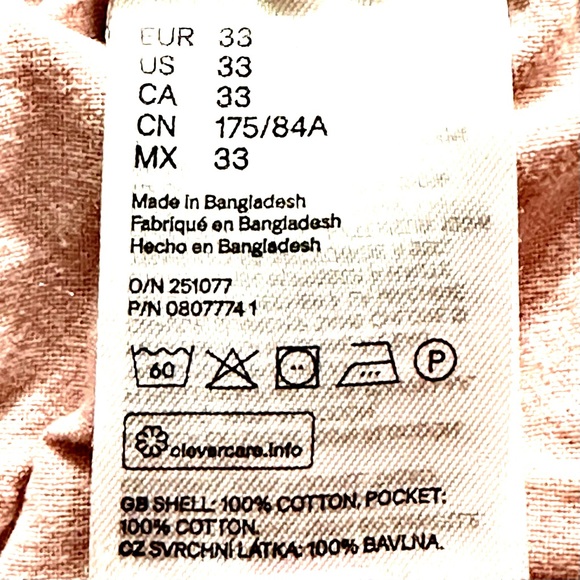 EUR 33
US 33
CA 33
CN 175/84A
MX 33
Made in Bangladesh
Fabriqué en Bangladesh
Hecho en Bangladesh
O/N 251077
P/N 08077741
60 P
clevercare.info
GB SHELL: 100% COTTON, POCKET:
100% COTTON.
CZ SVRCHNÍ LÁTKA: 100% BAVLNA.